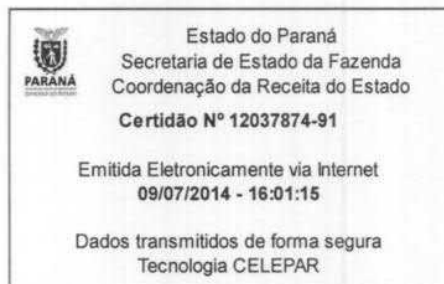 Estado do Paraná
Secretaria de Estado da Fazenda
Coordenação da Receita do Estado
PARANÁ
Certidão Nº 12037874-91
Emitida Eletronicamente via Internet
09/07/2014 - 16:01:15
Dados transmitidos de forma segura
Tecnologia CELEPAR